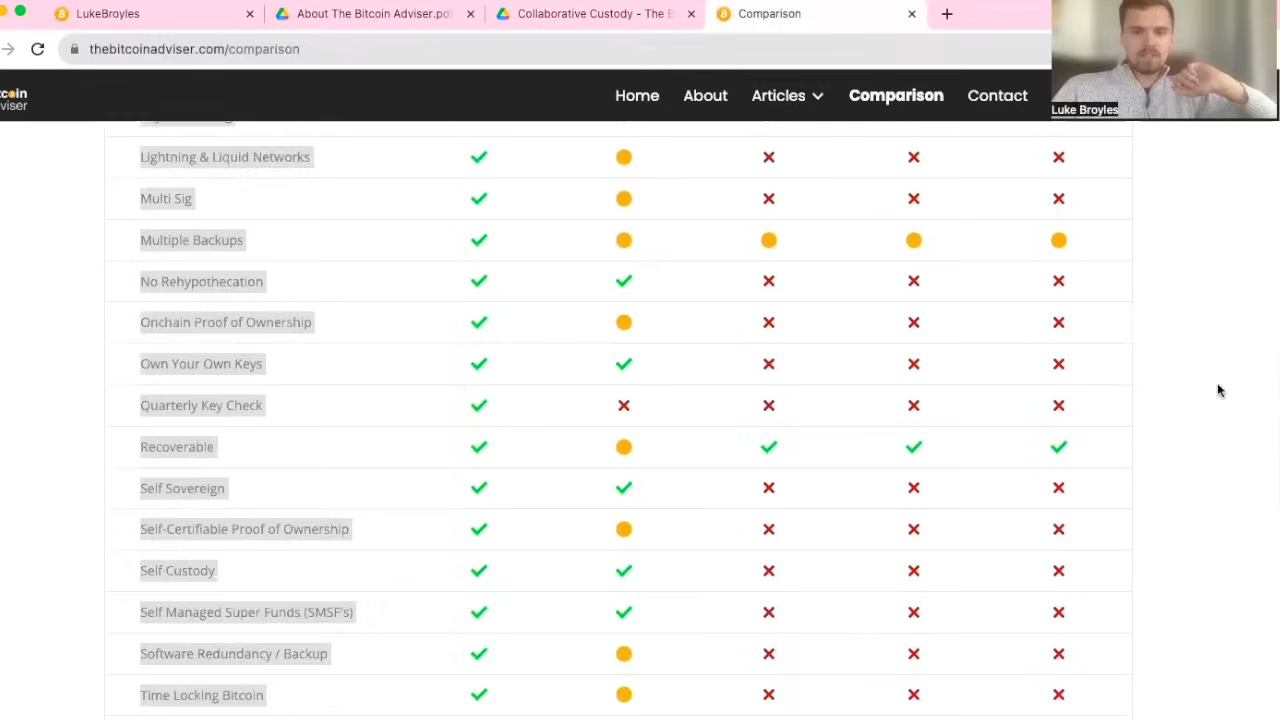 LukeBroyles
About The Bitcoin Adviser.pdf
Collaborative Custody - The B
Comparison
thebitcoinadviser.com/comparison
tcoin
viser
Home
About
Articles
Comparison
Contact
Luke Broyles
Lightning & Liquid Networks
Multi Sig
Multiple Backups
No Rehypothecation
Onchain Proof of Ownership
Own Your Own Keys
Quarterly Key Check
Recoverable
Self Sovereign
Self-Certifiable Proof of Ownership
Self Custody
Self Managed Super Funds (SMSF's)
Software Redundancy / Backup
Time Locking Bitcoin